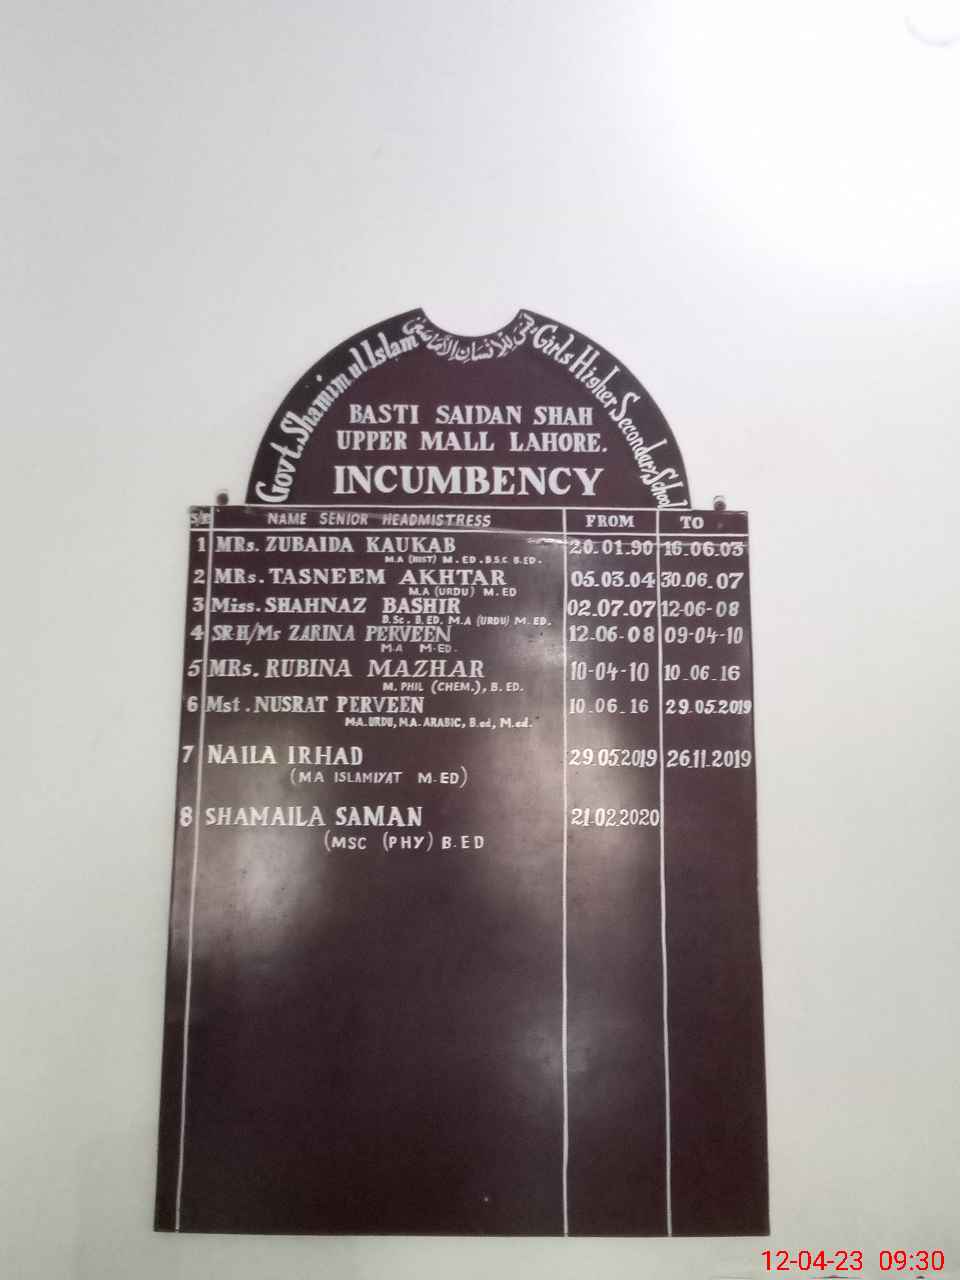 Govt. Shamim ul Islam Girls Higher Secondary School
BASTI SAIDAN SHAH
UPPER MALL LAHORE.
INCUMBENCY
NAME SENIOR HEADMISTRESS FROM TO
1 MRs. ZUBAIDA KAUKAB 20.01.90 16.06.03
M.A (HIST) M.ED. B.S.C B.ED.
2 MRs. TASNEEM AKHTAR 05.03.04 30.06.07
M.A (URDU) M.ED
3 Miss. SHAHNAZ BASHIR 02.07.07 12-06-08
B.Sc. B.ED. M.A (URDU) M.ED.
4 SR-H/Ms ZARINA PERVEEN 12-06-08 09-04-10
M.A M-ED.
5 MRs. RUBINA MAZHAR 10-04-10 10.06.16
M. PHIL (CHEM.), B. ED.
6 Mst. NUSRAT PERVEEN 10.06.16 29.05.2019
M.A. URDU, M.A. ARABIC, B.ed, M.ed.
7 NAILA IRHAD 29.05.2019 26.11.2019
(MA ISLAMIYAT M-ED)
8 SHAMAILA SAMAN 21.02.2020
(MSC (PHY) B.ED
12-04-23 09:30